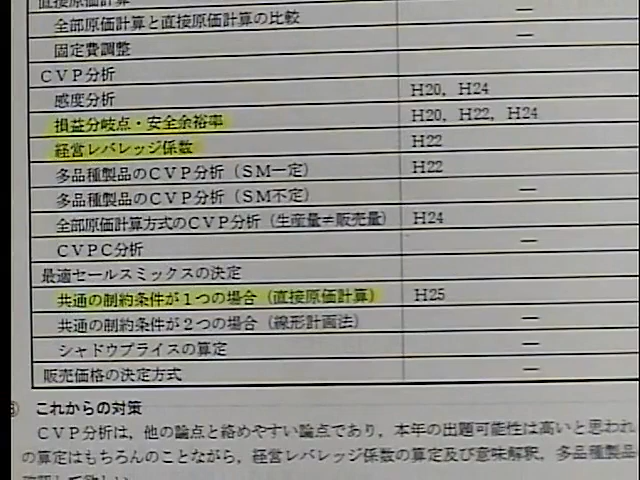 直接原価計算
全部原価計算と直接原価計算の比較 ―
固定費調整 ―
CVP分析
感度分析 H20, H24
損益分岐点・安全余裕率 H20, H22, H24
経営レバレッジ係数 H22
多品種製品のCVP分析(SM一定) H22
多品種製品のCVP分析(SM不定) ―
全部原価計算方式のCVP分析(生産量≠販売量) H24
CVPC分析 ―
最適セールスミックスの決定
共通の制約条件が1つの場合(直接原価計算) H25
共通の制約条件が2つの場合(線形計画法) ―
シャドウプライスの算定 ―
販売価格の決定方式 ―
これからの対策
CVP分析は，他の論点と絡めやすい論点であり，本年の出題可能性は高いと思われ
の算定はもちろんのことながら，経営レバレッジ係数の算定及び意味解釈，多品種製品